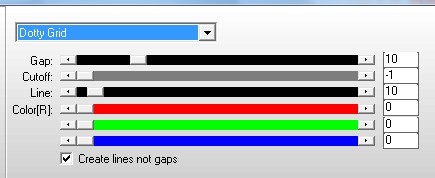 Dotty Grid
Gap: 10
Cutoff: -1
Line: 10
Color[R]: 0
0
0
Create lines not gaps